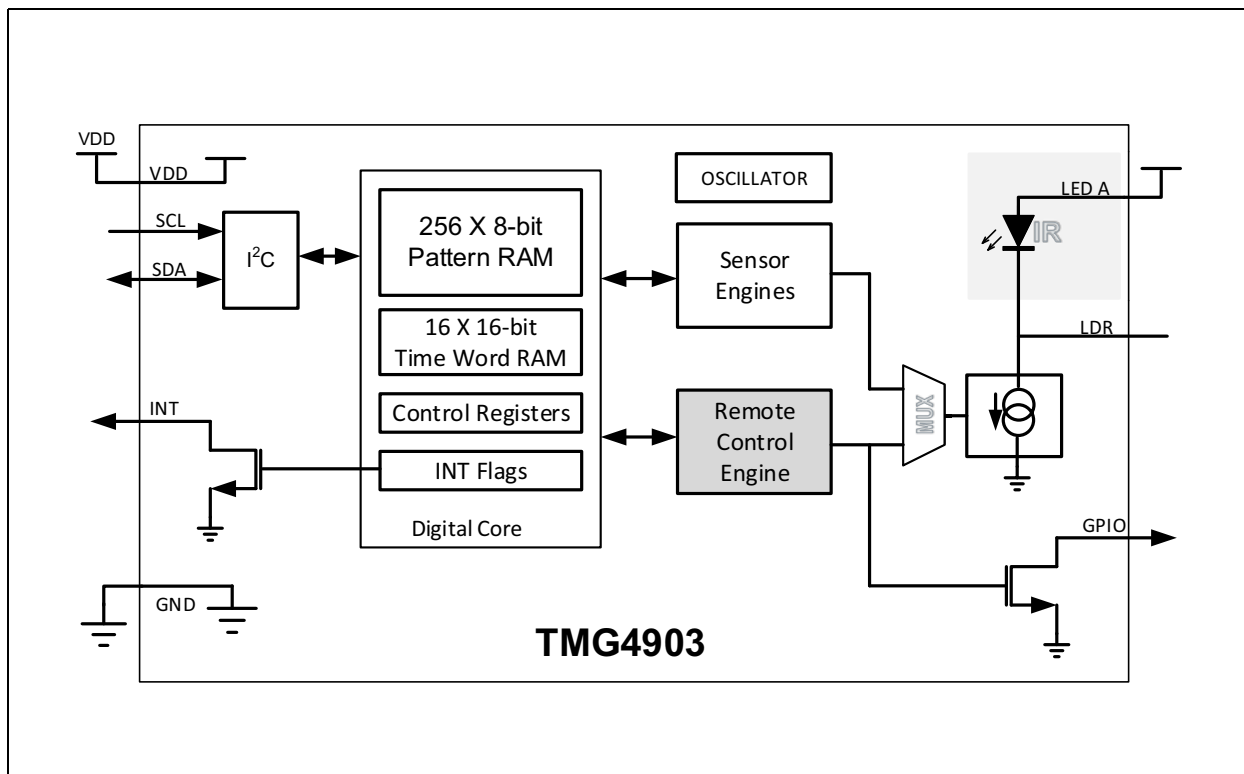 VDD
VDD
SCL
SDA
I²C
INT
GND
256 X 8-bit
Pattern RAM
16 X 16-bit
Time Word RAM
Control Registers
INT Flags
Digital Core
OSCILLATOR
Sensor
Engines
Remote
Control
Engine
MUX
IR
LED A
LDR
GPIO
TMG4903